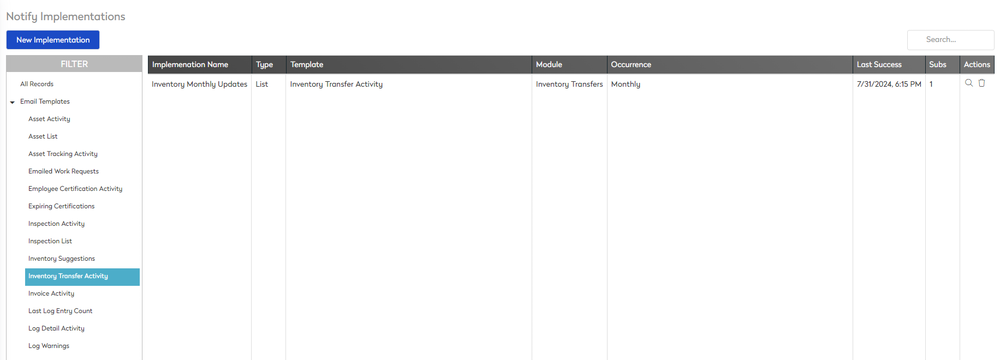 Notify Implementations
New Implementation
Search...
FILTER
All Records
Email Templates
Asset Activity
Asset List
Asset Tracking Activity
Emailed Work Requests
Employee Certification Activity
Expiring Certifications
Inspection Activity
Inspection List
Inventory Suggestions
Inventory Transfer Activity
Invoice Activity
Last Log Entry Count
Log Detail Activity
Log Warnings
Implemenation Name Type Template Module Occurrence Last Success Subs Actions
Inventory Monthly Updates List Inventory Transfer Activity Inventory Transfers Monthly 7/31/2024, 6:15 PM 1